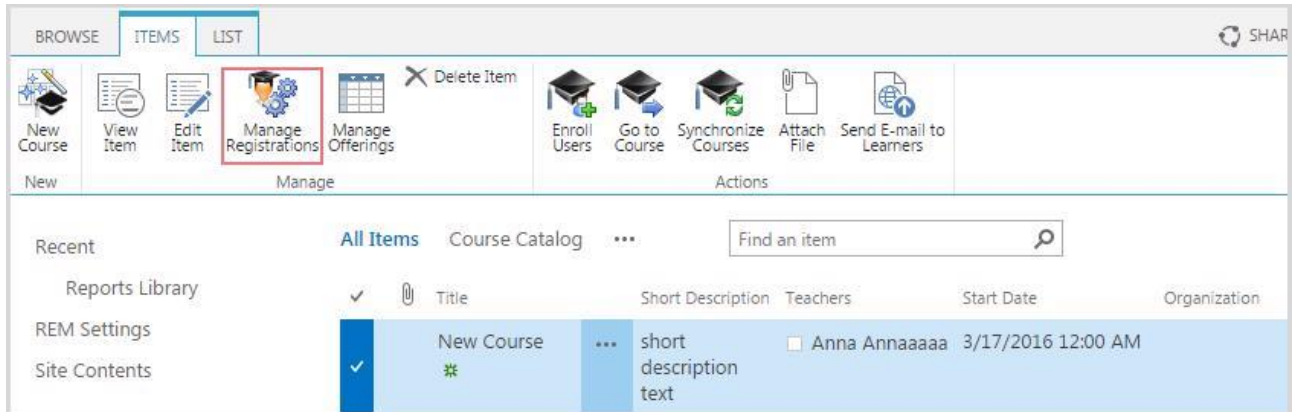 BROWSE ITEMS LIST SHAR
New Course
View Item
Edit Item
Manage Registrations
Manage Offerings
Delete Item
Enroll Users
Go to Course
Synchronize Courses
Attach File
Send E-mail to Learners
New Manage Actions
Recent
Reports Library
REM Settings
Site Contents
All Items Course Catalog ••• Find an item
Title Short Description Teachers Start Date Organization
New Course ••• short description text Anna Annaaaaa 3/17/2016 12:00 AM